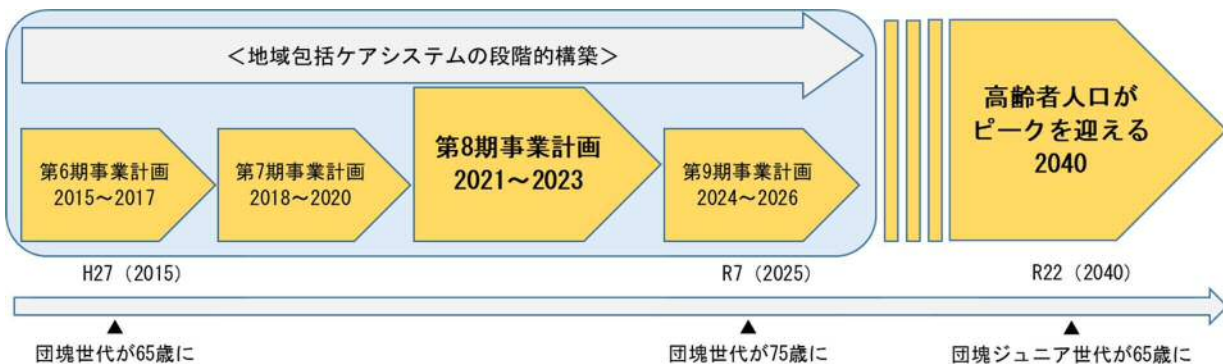 ＜地域包括ケアシステムの段階的構築＞
第6期事業計画
2015～2017
第7期事業計画
2018～2020
第8期事業計画
2021～2023
第9期事業計画
2024～2026
高齢者人口が
ピークを迎える
2040
H27（2015）
R7（2025）
R22（2040）
▲
▲
▲
団塊世代が65歳に
団塊世代が75歳に
団塊ジュニア世代が65歳に